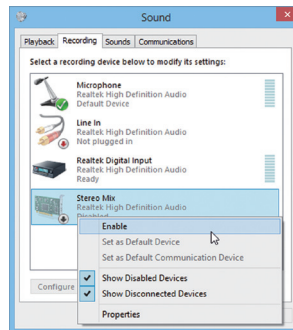 Sound
Playback Recording Sounds Communications
Select a recording device below to modify its settings:
Microphone
Realtek High Definition Audio
Default Device
Line In
Realtek High Definition Audio
Not plugged in
Realtek Digital Input
Realtek High Definition Audio
Ready
Stereo Mix
Realtek High Definition Audio
Disabled
Enable
Set as Default Device
Set as Default Communication Device
Show Disabled Devices
Show Disconnected Devices
Properties
Configure